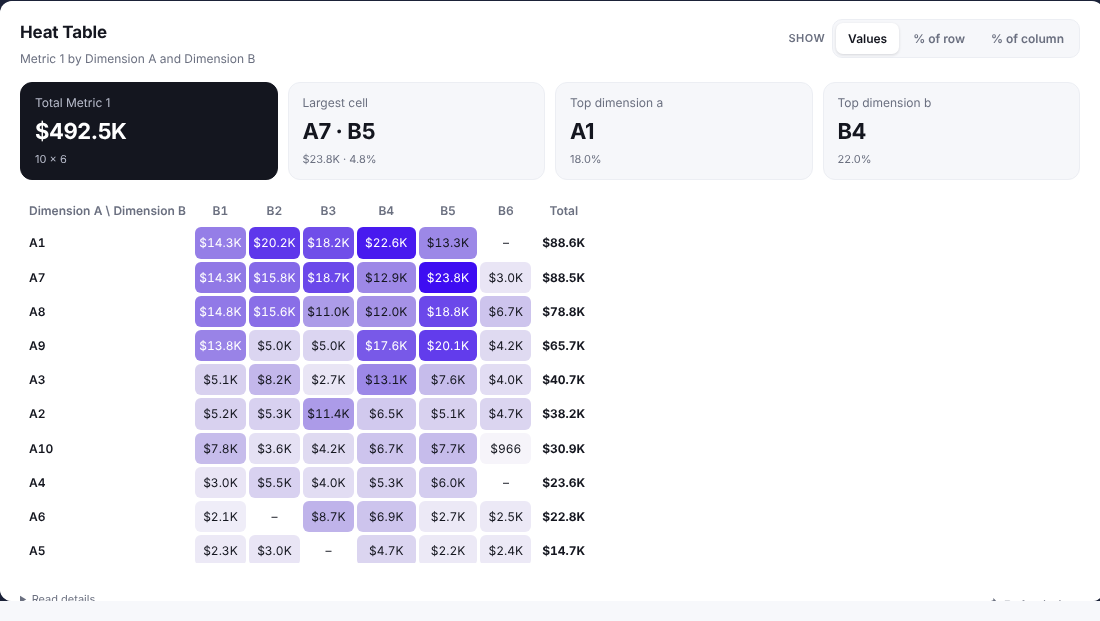 Heat Table
Metric 1 by Dimension A and Dimension B
SHOW Values % of row % of column
Total Metric 1
$492.5K
10 × 6
Largest cell
A7 · B5
$23.8K · 4.8%
Top dimension a
A1
18.0%
Top dimension b
B4
22.0%
Dimension A \ Dimension B B1 B2 B3 B4 B5 B6 Total
A1 $14.3K $20.2K $18.2K $22.6K $13.3K – $88.6K
A7 $14.3K $15.8K $18.7K $12.9K $23.8K $3.0K $88.5K
A8 $14.8K $15.6K $11.0K $12.0K $18.8K $6.7K $78.8K
A9 $13.8K $5.0K $5.0K $17.6K $20.1K $4.2K $65.7K
A3 $5.1K $8.2K $2.7K $13.1K $7.6K $4.0K $40.7K
A2 $5.2K $5.3K $11.4K $6.5K $5.1K $4.7K $38.2K
A10 $7.8K $3.6K $4.2K $6.7K $7.7K $966 $30.9K
A4 $3.0K $5.5K $4.0K $5.3K $6.0K – $23.6K
A6 $2.1K – $8.7K $6.9K $2.7K $2.5K $22.8K
A5 $2.3K $3.0K – $4.7K $2.2K $2.4K $14.7K
Read details